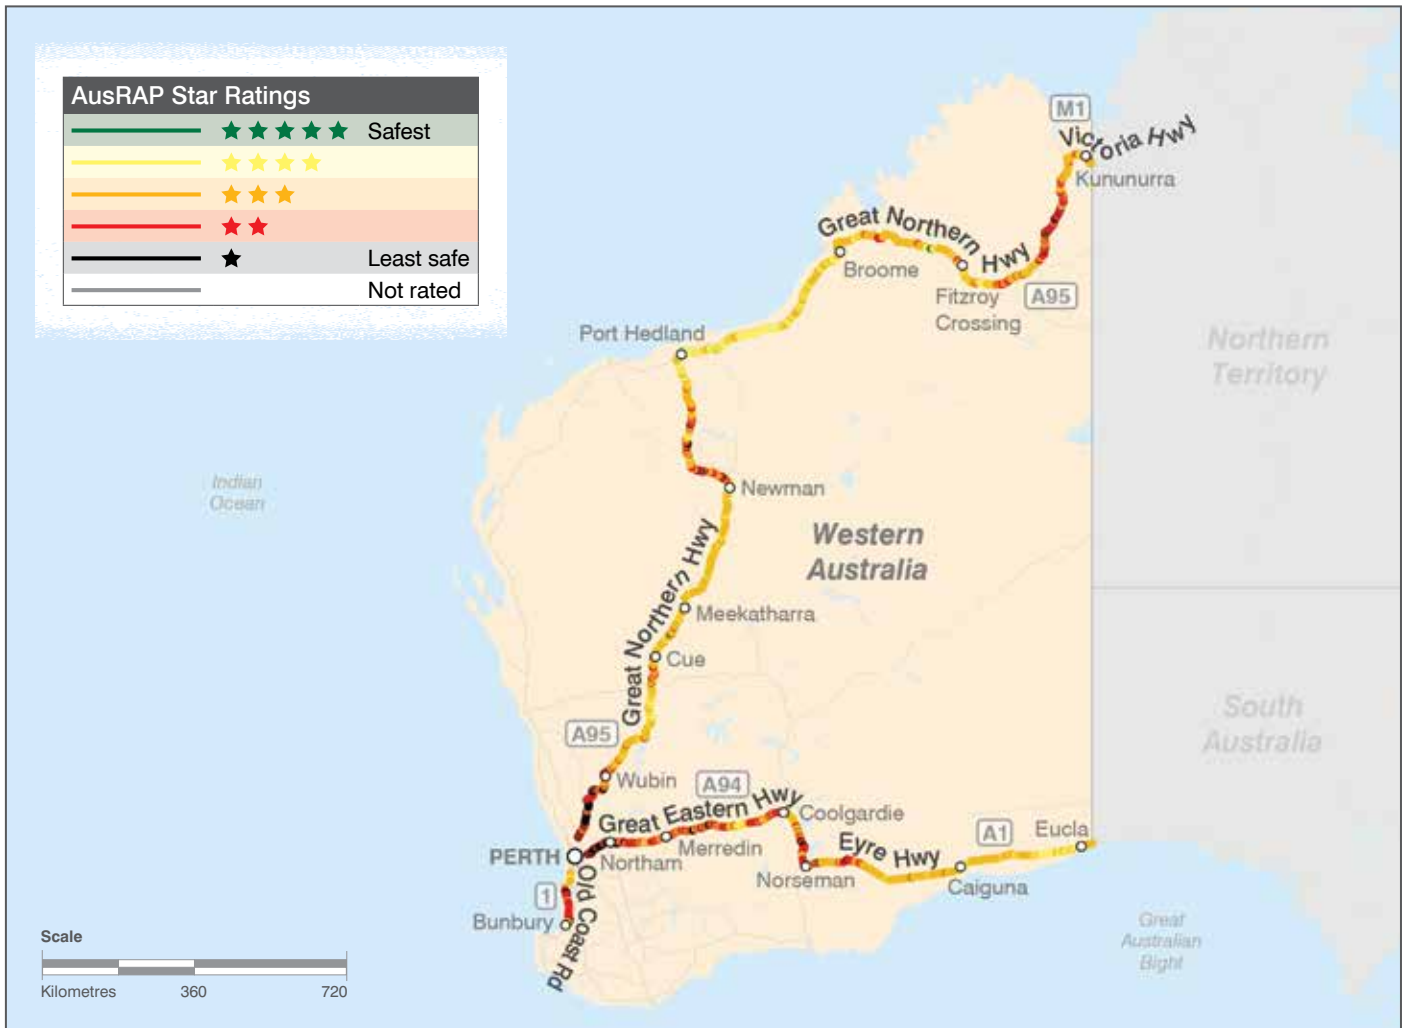 AusRAP Star Ratings
Safest
Least safe
Not rated
M1
Victoria Hwy
Kununurra
Great Northern Hwy
Broome
Fitzroy
Crossing
A95
Port Hedland
Northern
Territory
Indian
Ocean
Newman
Western
Australia
Great Northern Hwy
Meekatharra
Cue
South
Australia
A95
Wubin
A94
Great Eastern Hwy
Coolgardie
A1
Eucla
Eyre Hwy
PERTH
Northam
Merredin
Norseman
Caiguna
1
Old Coast Rd
Bunbury
Great
Australian
Bight
Scale
Kilometres 360 720